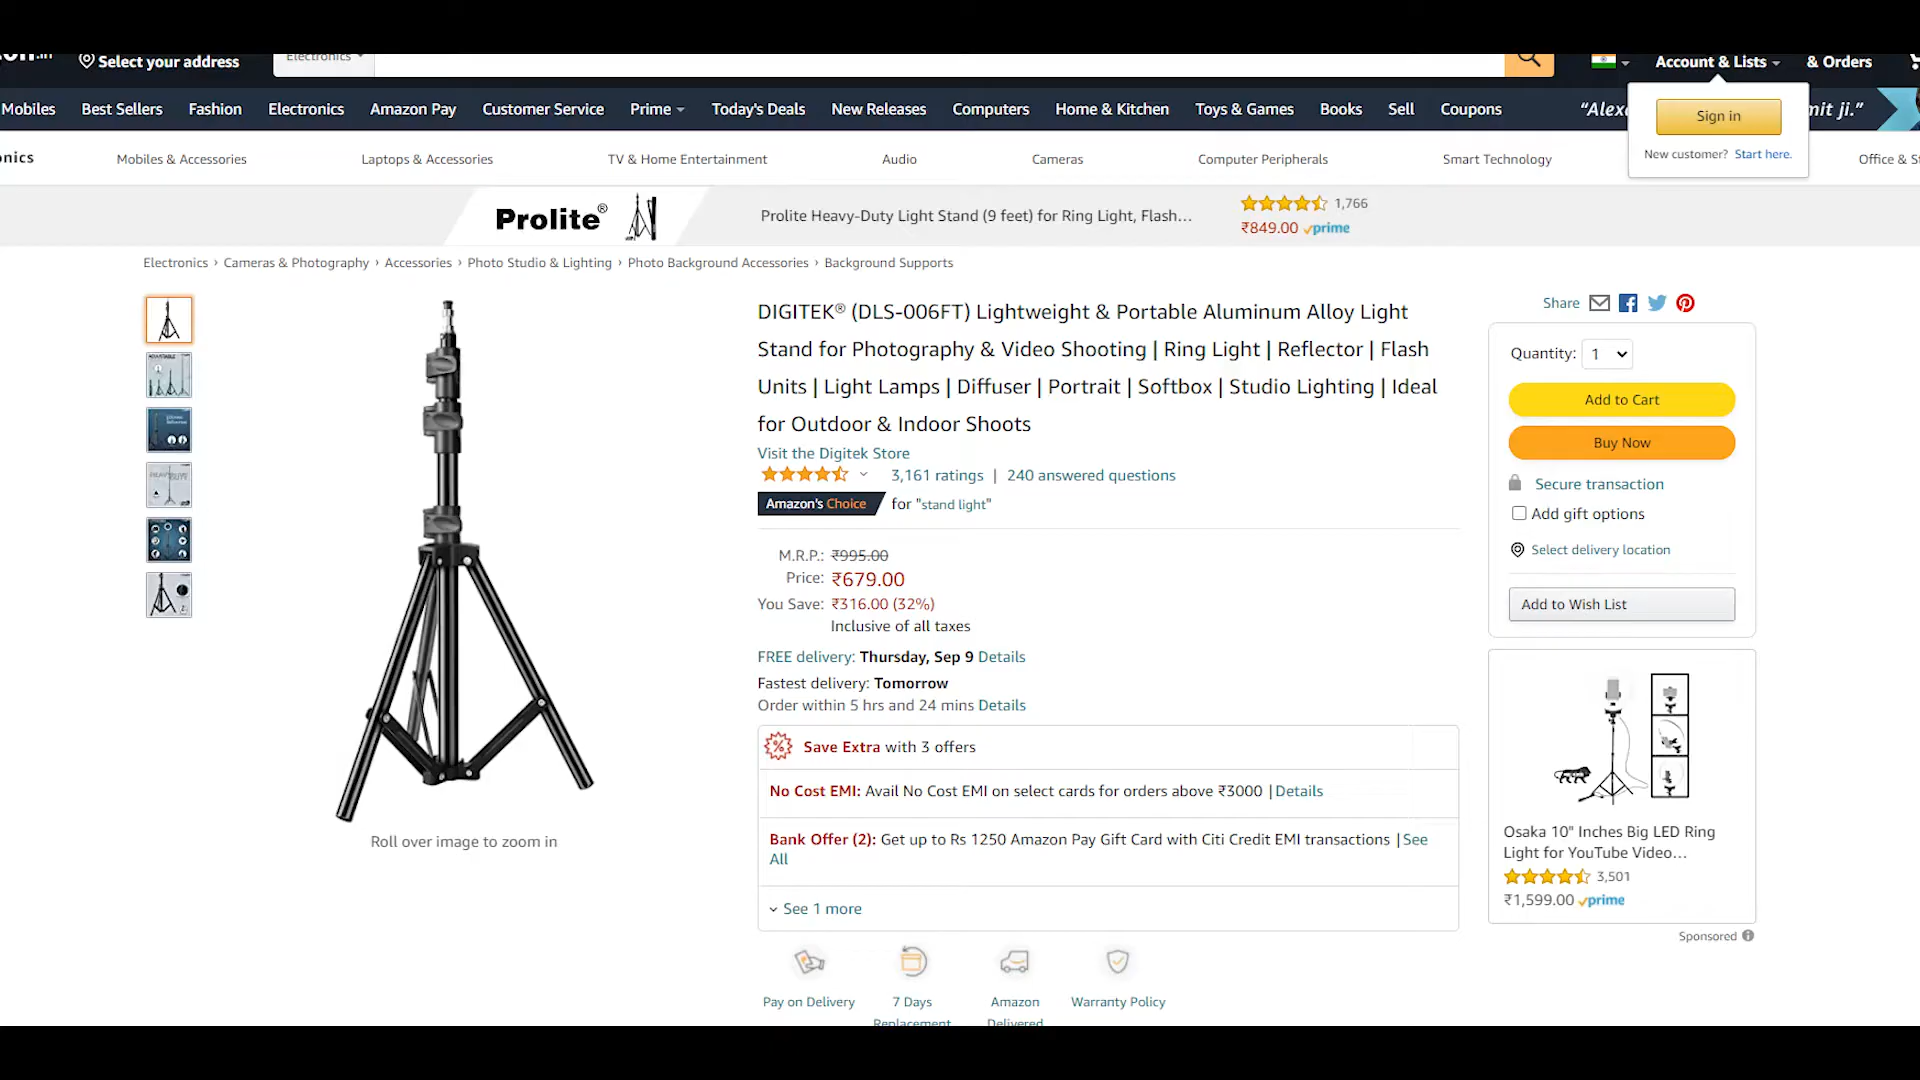 Select your address
Electronics
Account & Lists
& Orders
Mobiles Best Sellers Fashion Electronics Amazon Pay Customer Service Prime Today's Deals New Releases Computers Home & Kitchen Toys & Games Books Sell Coupons
Sign in
New customer? Start here.
Mobiles & Accessories Laptops & Accessories TV & Home Entertainment Audio Cameras Computer Peripherals Smart Technology
Prolite®
Prolite Heavy-Duty Light Stand (9 feet) for Ring Light, Flash...
1,766
₹849.00 prime
Electronics › Cameras & Photography › Accessories › Photo Studio & Lighting › Photo Background Accessories › Background Supports
Roll over image to zoom in
DIGITEK® (DLS-006FT) Lightweight & Portable Aluminum Alloy Light
Stand for Photography & Video Shooting | Ring Light | Reflector | Flash
Units | Light Lamps | Diffuser | Portrait | Softbox | Studio Lighting | Ideal
for Outdoor & Indoor Shoots
Visit the Digitek Store
3,161 ratings | 240 answered questions
Amazon's Choice for "stand light"
M.R.P.: ₹995.00
Price: ₹679.00
You Save: ₹316.00 (32%)
Inclusive of all taxes
FREE delivery: Thursday, Sep 9 Details
Fastest delivery: Tomorrow
Order within 5 hrs and 24 mins Details
Save Extra with 3 offers
No Cost EMI: Avail No Cost EMI on select cards for orders above ₹3000 |Details
Bank Offer (2): Get up to Rs 1250 Amazon Pay Gift Card with Citi Credit EMI transactions |See
All
See 1 more
Pay on Delivery
7 Days
Replacement
Amazon
Delivered
Warranty Policy
Share
Quantity: 1
Add to Cart
Buy Now
Secure transaction
Add gift options
Select delivery location
Add to Wish List
Osaka 10" Inches Big LED Ring
Light for YouTube Video...
3,501
₹1,599.00 prime
Sponsored